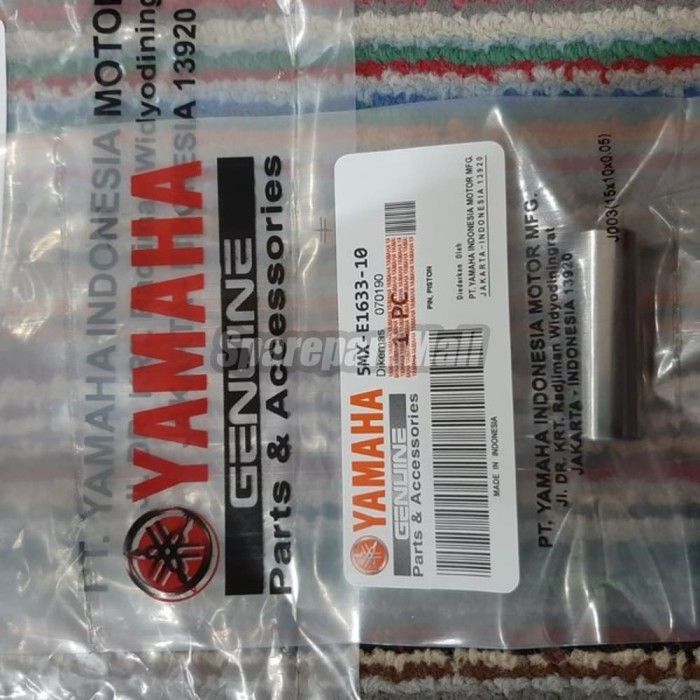 YAMAHA
GENUINE
Parts & Accessories
PT. YAMAHA INDONESIA MOTOR
Widyodiningrat
INDONESIA 13920
YAMAHA
GENUINE
Parts & Accessories
5MX-E1633-10
Dikemas 070190
1 PC
PIN, PISTON
Diedarkan Oleh
PT. YAMAHA INDONESIA MOTOR MFG.
JAKARTA-INDONESIA 13920
MADE IN INDONESIA
PT. YAMAHA INDONESIA MOTOR MFG.
Jl. DR. KRT. Radjiman Widyodiningrat
JAKARTA - INDONESIA 13920
J003(15x10x0.05)
Sparepart Mall